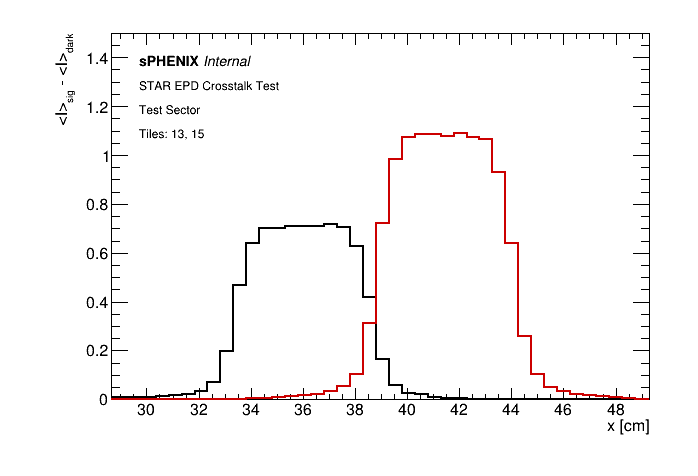 <I>sig - <I>dark
1.4
1.2
1
0.8
0.6
0.4
0.2
0
sPHENIX Internal
STAR EPD Crosstalk Test
Test Sector
Tiles: 13, 15
30 32 34 36 38 40 42 44 46 48
x [cm]